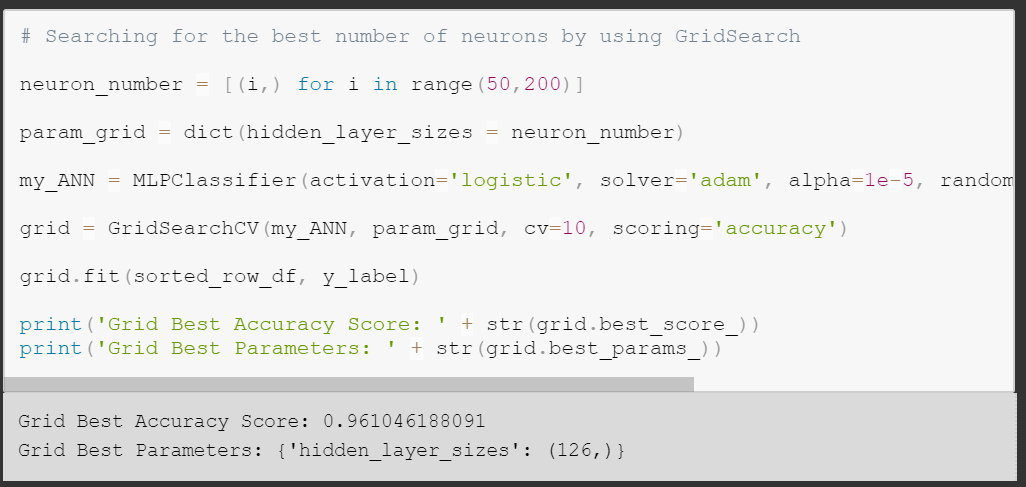 # Searching for the best number of neurons by using GridSearch
neuron_number = [(i,) for i in range(50,200)]
param_grid = dict(hidden_layer_sizes = neuron_number)
my_ANN = MLPClassifier(activation='logistic', solver='adam', alpha=1e-5, random
grid = GridSearchCV(my_ANN, param_grid, cv=10, scoring='accuracy')
grid.fit(sorted_row_df, y_label)
print('Grid Best Accuracy Score: ' + str(grid.best_score_))
print('Grid Best Parameters: ' + str(grid.best_params_))
Grid Best Accuracy Score: 0.961046188091
Grid Best Parameters: {'hidden_layer_sizes': (126,)}